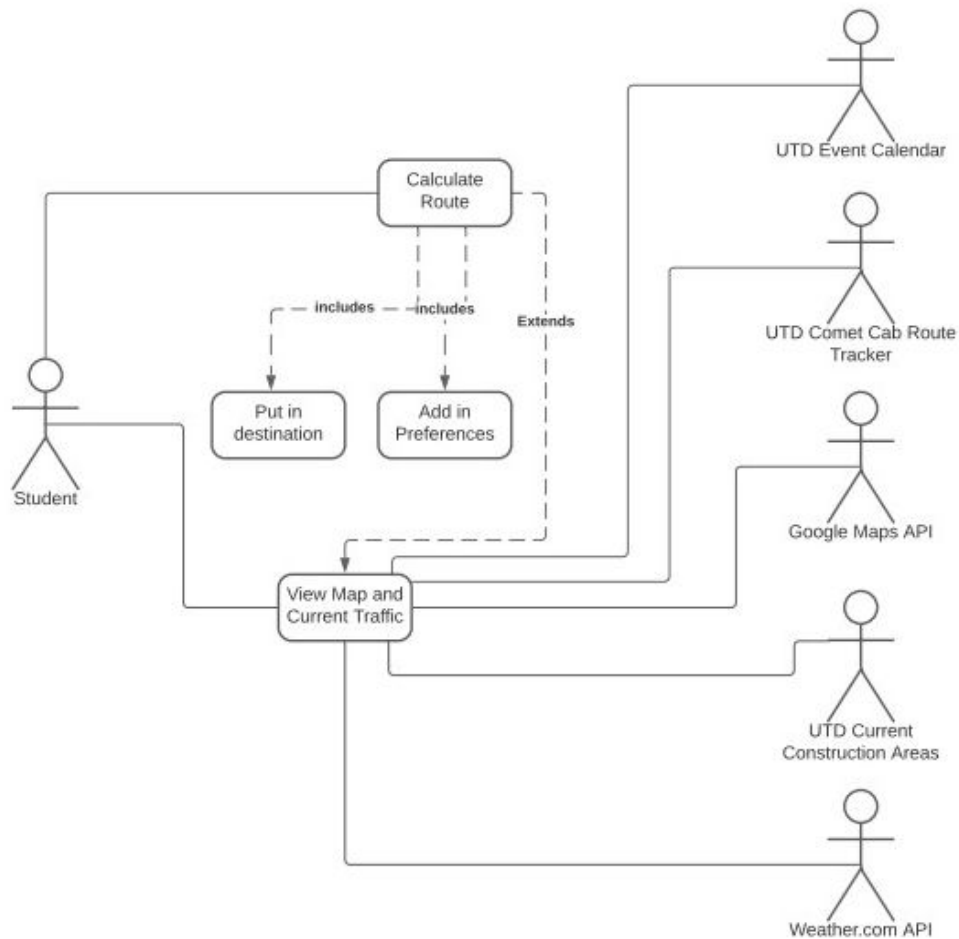 UTD Event Calendar
Calculate
Route
UTD Comet Cab Route
Tracker
includes
includes
Extends
Put in
destination
Add in
Preferences
Student
Google Maps API
View Map and
Current Traffic
UTD Current
Construction Areas
Weather.com API